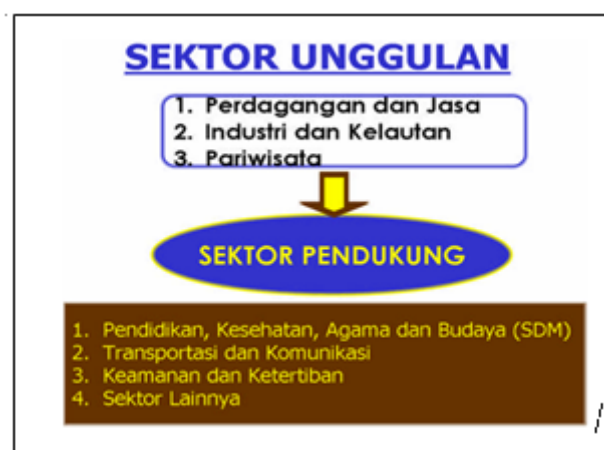 SEKTOR UNGGULAN
1. Perdagangan dan Jasa
2. Industri dan Kelautan
3. Pariwisata
SEKTOR PENDUKUNG
1. Pendidikan, Kesehatan, Agama dan Budaya (SDM)
2. Transportasi dan Komunikasi
3. Keamanan dan Ketertiban
4. Sektor Lainnya